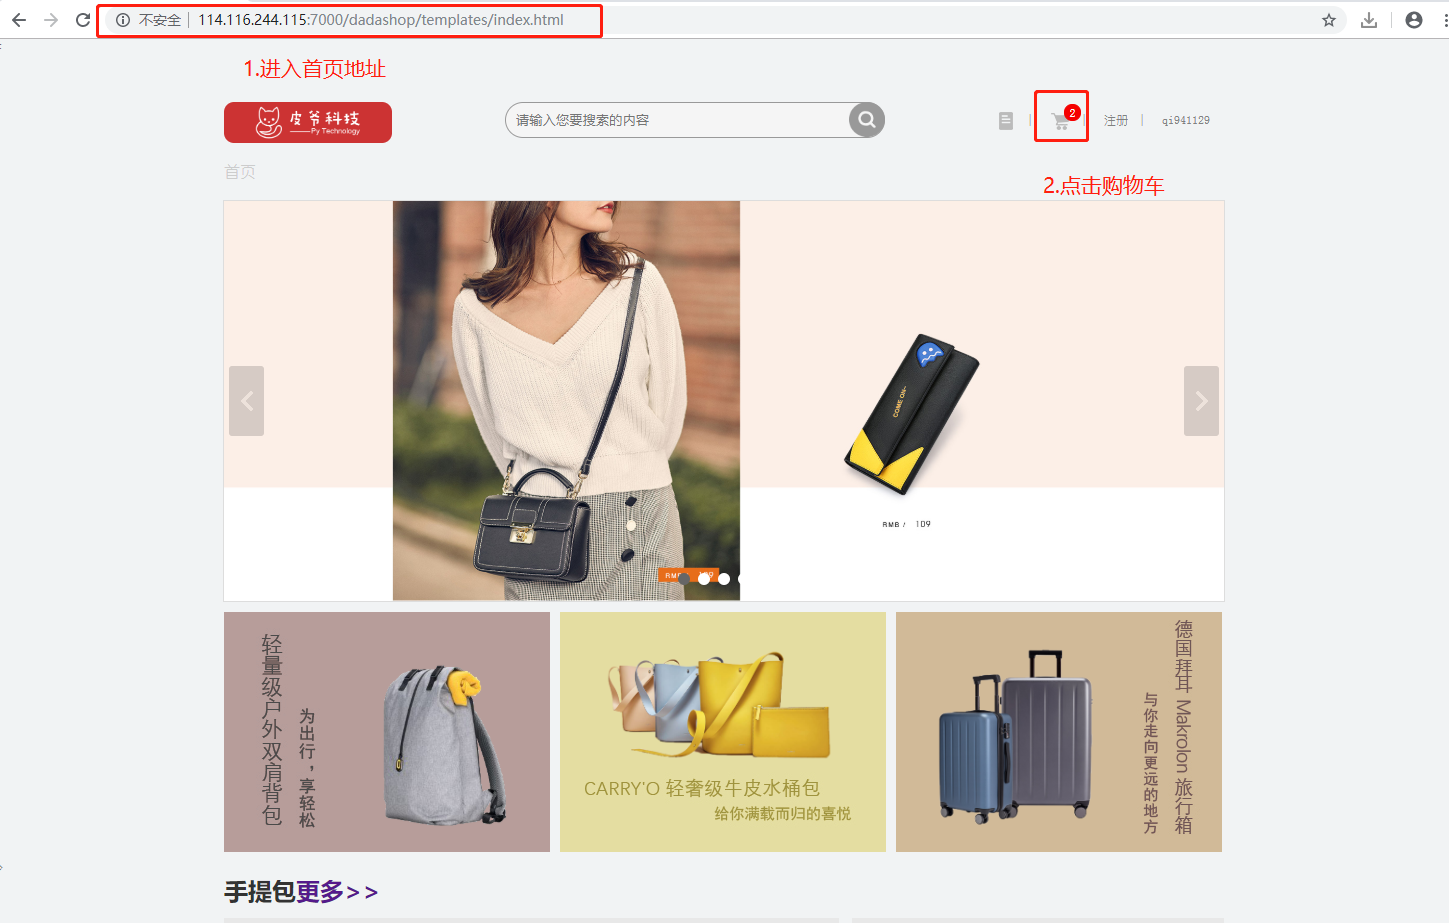 不安全
114.116.244.115:7000/dadashop/templates/index.html
1.进入首页地址
皮爷科技
Py Technology
请输入您要搜索的内容
2
注册
qi941129
2.点击购物车
首页
COME ON~
RMB / 109
轻量级户外双肩背包
为出行，享轻松
CARRY'O 轻奢级牛皮水桶包
给你满载而归的喜悦
德国拜耳 Makrolon 旅行箱
与你走向更远的地方
手提包更多>>